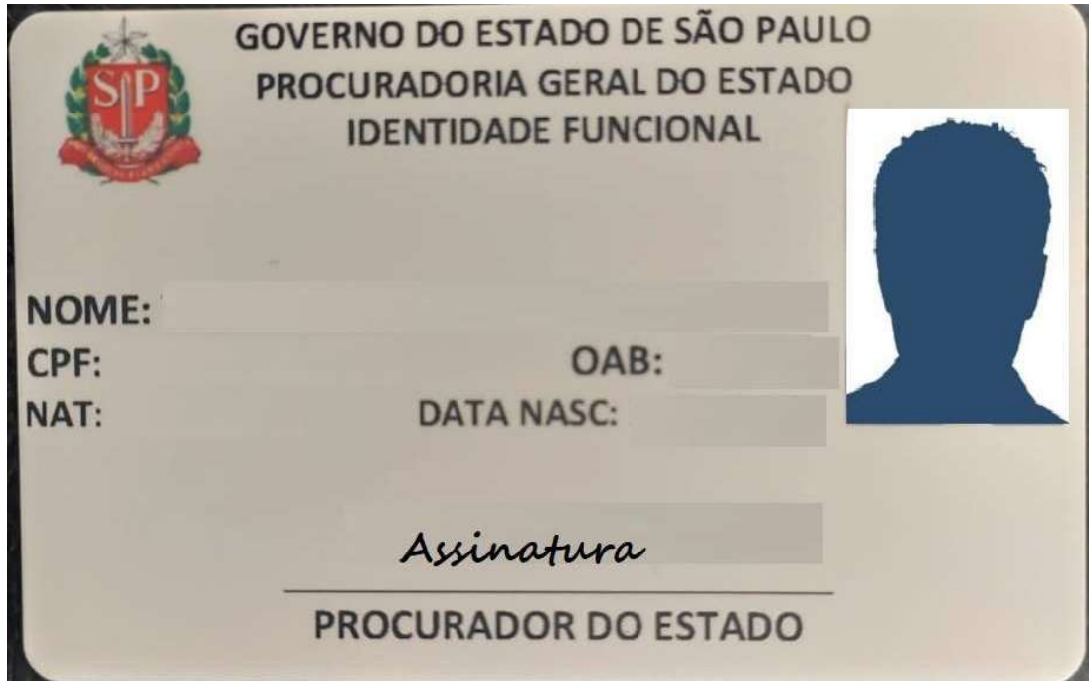 GOVERNO DO ESTADO DE SÃO PAULO
PROCURADORIA GERAL DO ESTADO
IDENTIDADE FUNCIONAL
SP
NOME:
CPF: OAB:
NAT: DATA NASC:
Assinatura
PROCURADOR DO ESTADO